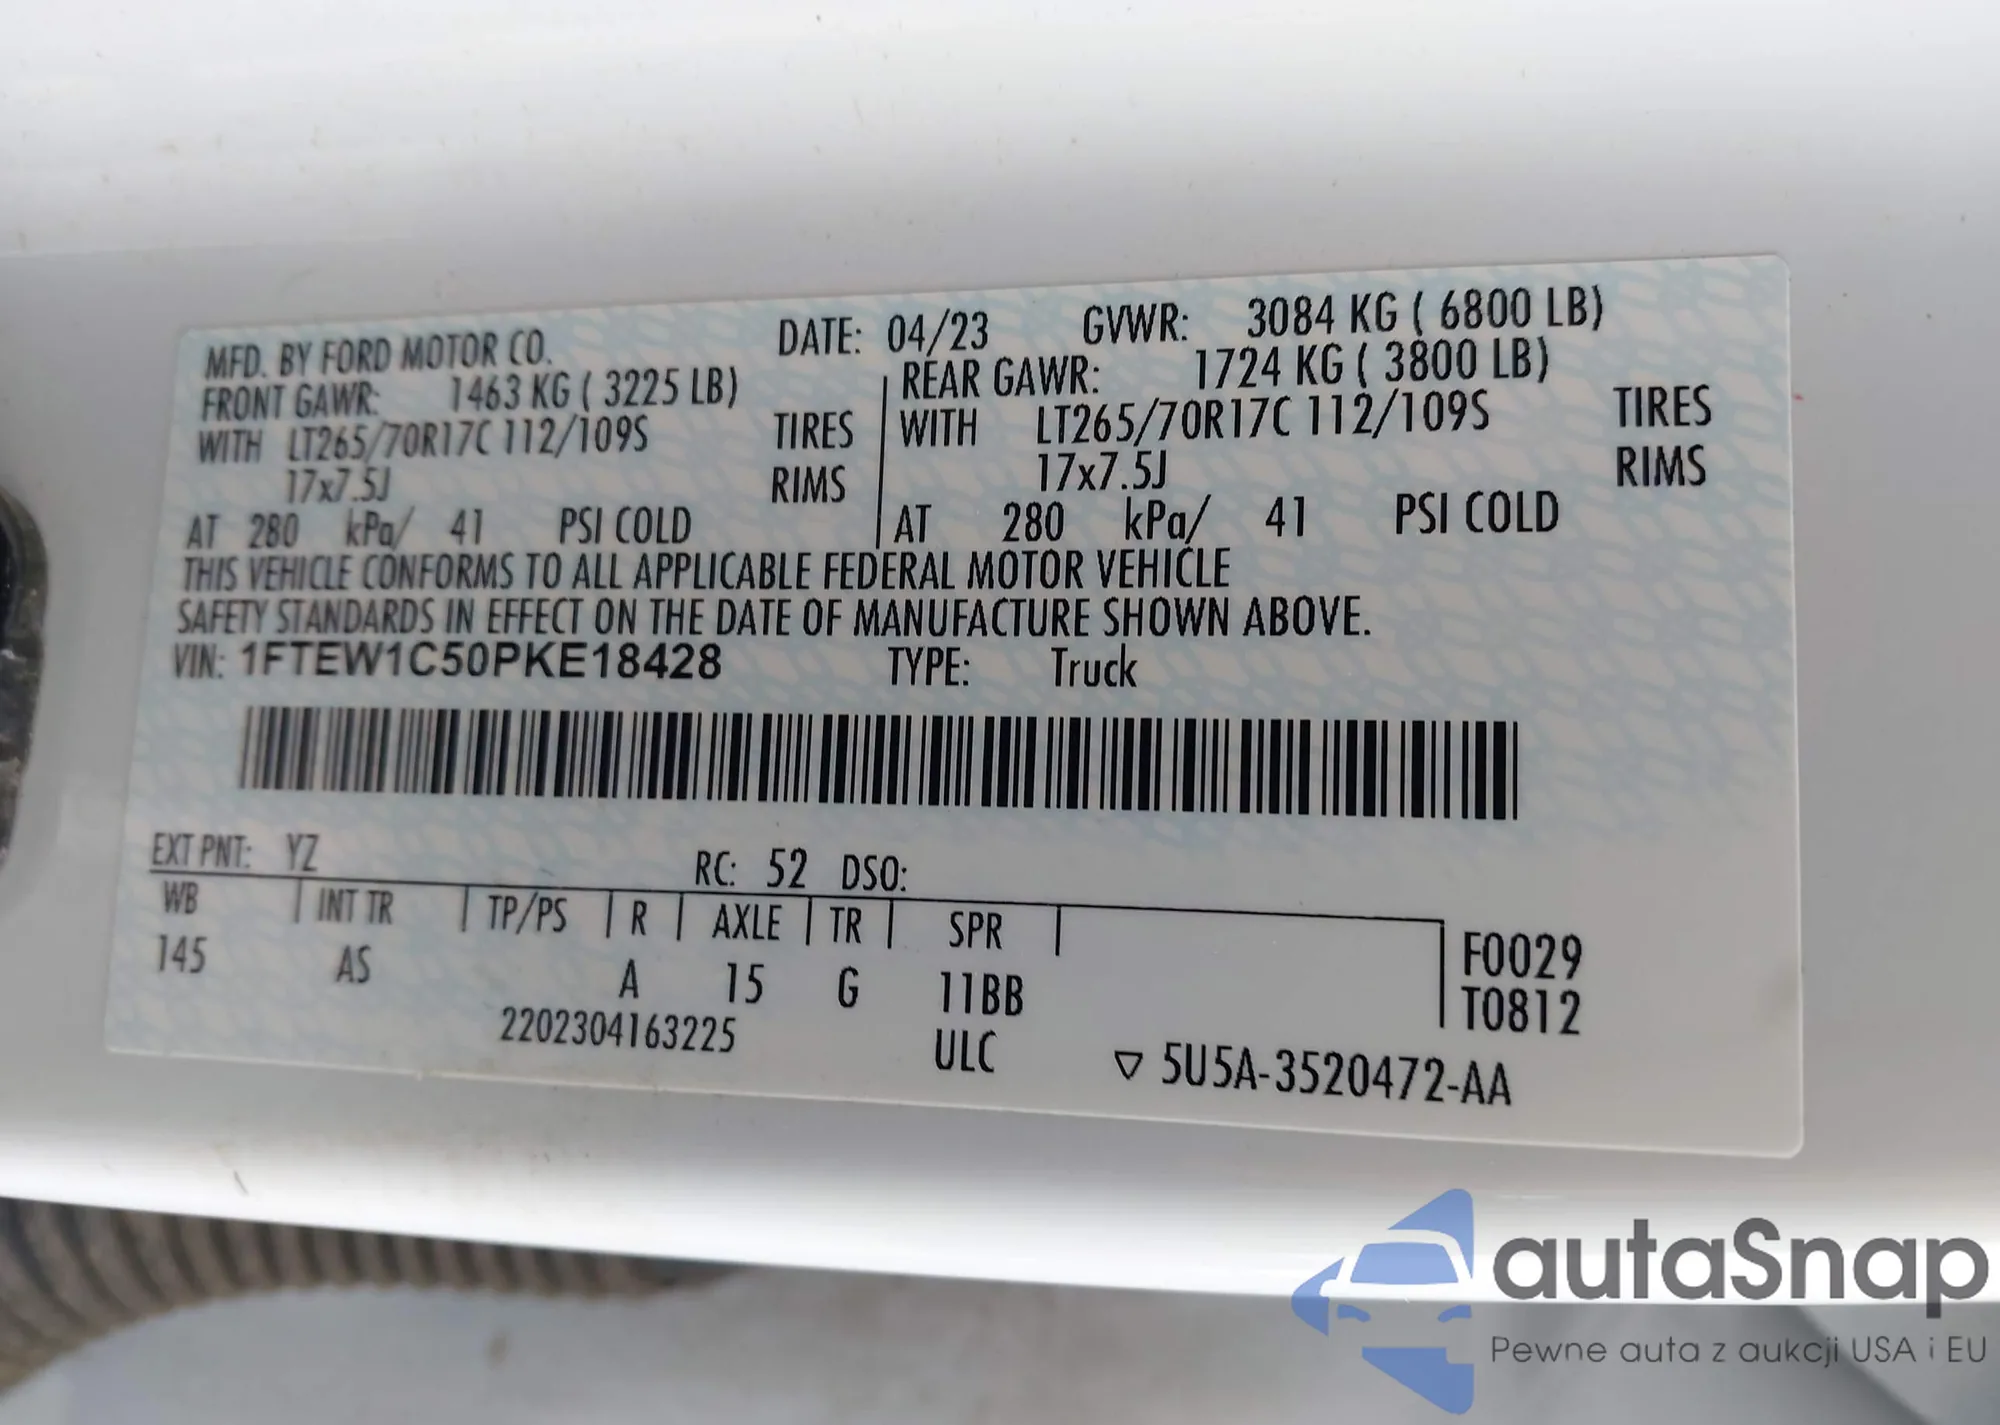 MFD. BY FORD MOTOR CO. DATE: 04/23 GVWR: 3084 KG ( 6800 LB)
FRONT GAWR: 1463 KG ( 3225 LB) REAR GAWR: 1724 KG ( 3800 LB)
WITH LT265/70R17C 112/109S TIRES WITH LT265/70R17C 112/109S TIRES
17x7.5J RIMS 17x7.5J RIMS
AT 280 kPa/ 41 PSI COLD AT 280 kPa/ 41 PSI COLD
THIS VEHICLE CONFORMS TO ALL APPLICABLE FEDERAL MOTOR VEHICLE
SAFETY STANDARDS IN EFFECT ON THE DATE OF MANUFACTURE SHOWN ABOVE.
VIN: 1FTEW1C50PKE18428 TYPE: Truck
EXT PNT: YZ RC: 52 DSO:
WB INT TR TP/PS R AXLE TR SPR F0029
145 AS A 15 G 11BB T0812
2202304163225 ULC ▽ 5U5A-3520472-AA
autaSnap
Pewne auta z aukcji USA i EU